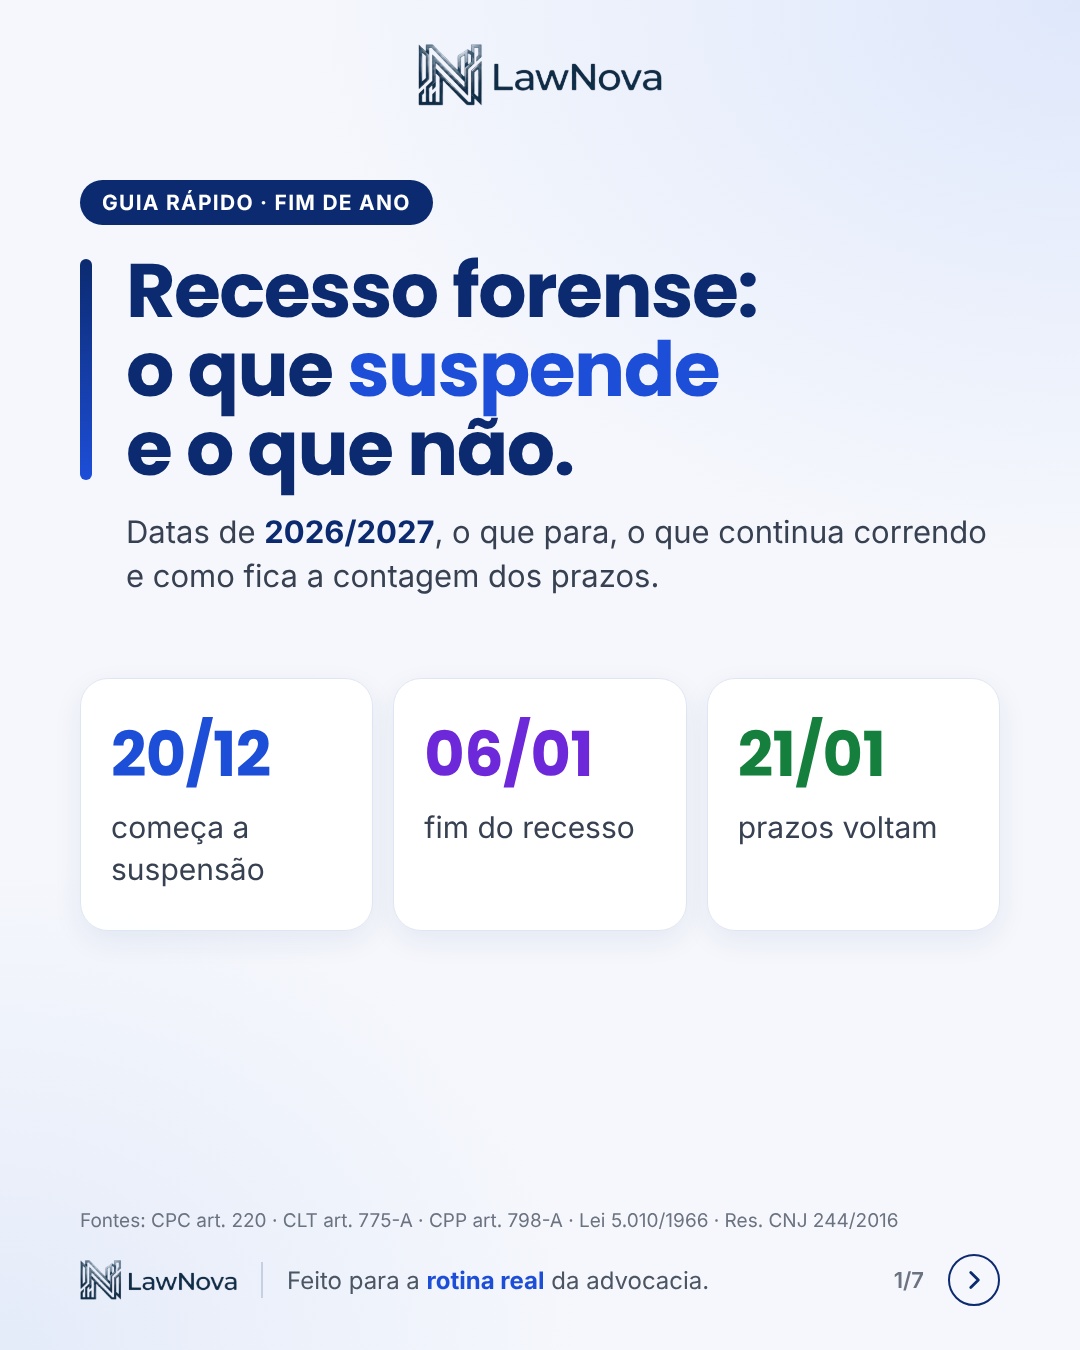 LawNova
GUIA RÁPIDO · FIM DE ANO
Recesso forense:
o que suspende
e o que não.
Datas de 2026/2027, o que para, o que continua correndo
e como fica a contagem dos prazos.
20/12
começa a
suspensão
06/01
fim do recesso
21/01
prazos voltam
Fontes: CPC art. 220 · CLT art. 775-A · CPP art. 798-A · Lei 5.010/1966 · Res. CNJ 244/2016
LawNova
Feito para a rotina real da advocacia.
1/7